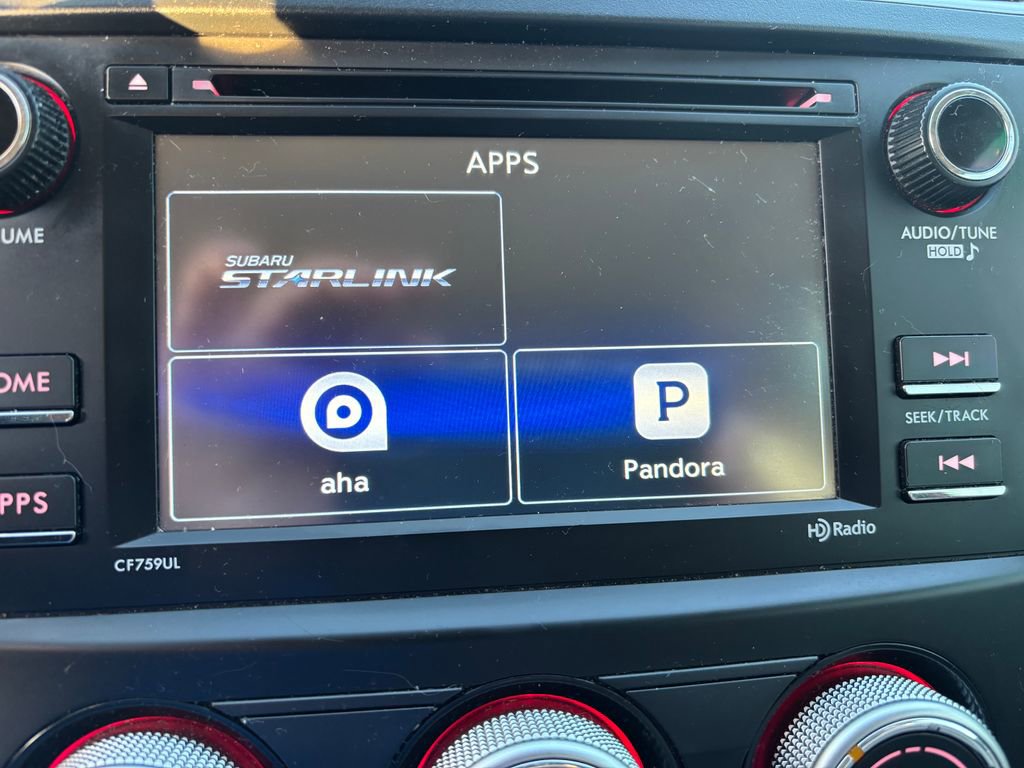 APPS
UME
AUDIO/TUNE
HOLD
SUBARU
STARLINK
OME
SEEK/TRACK
P
aha
Pandora
PPS
HD Radio
CF759UL